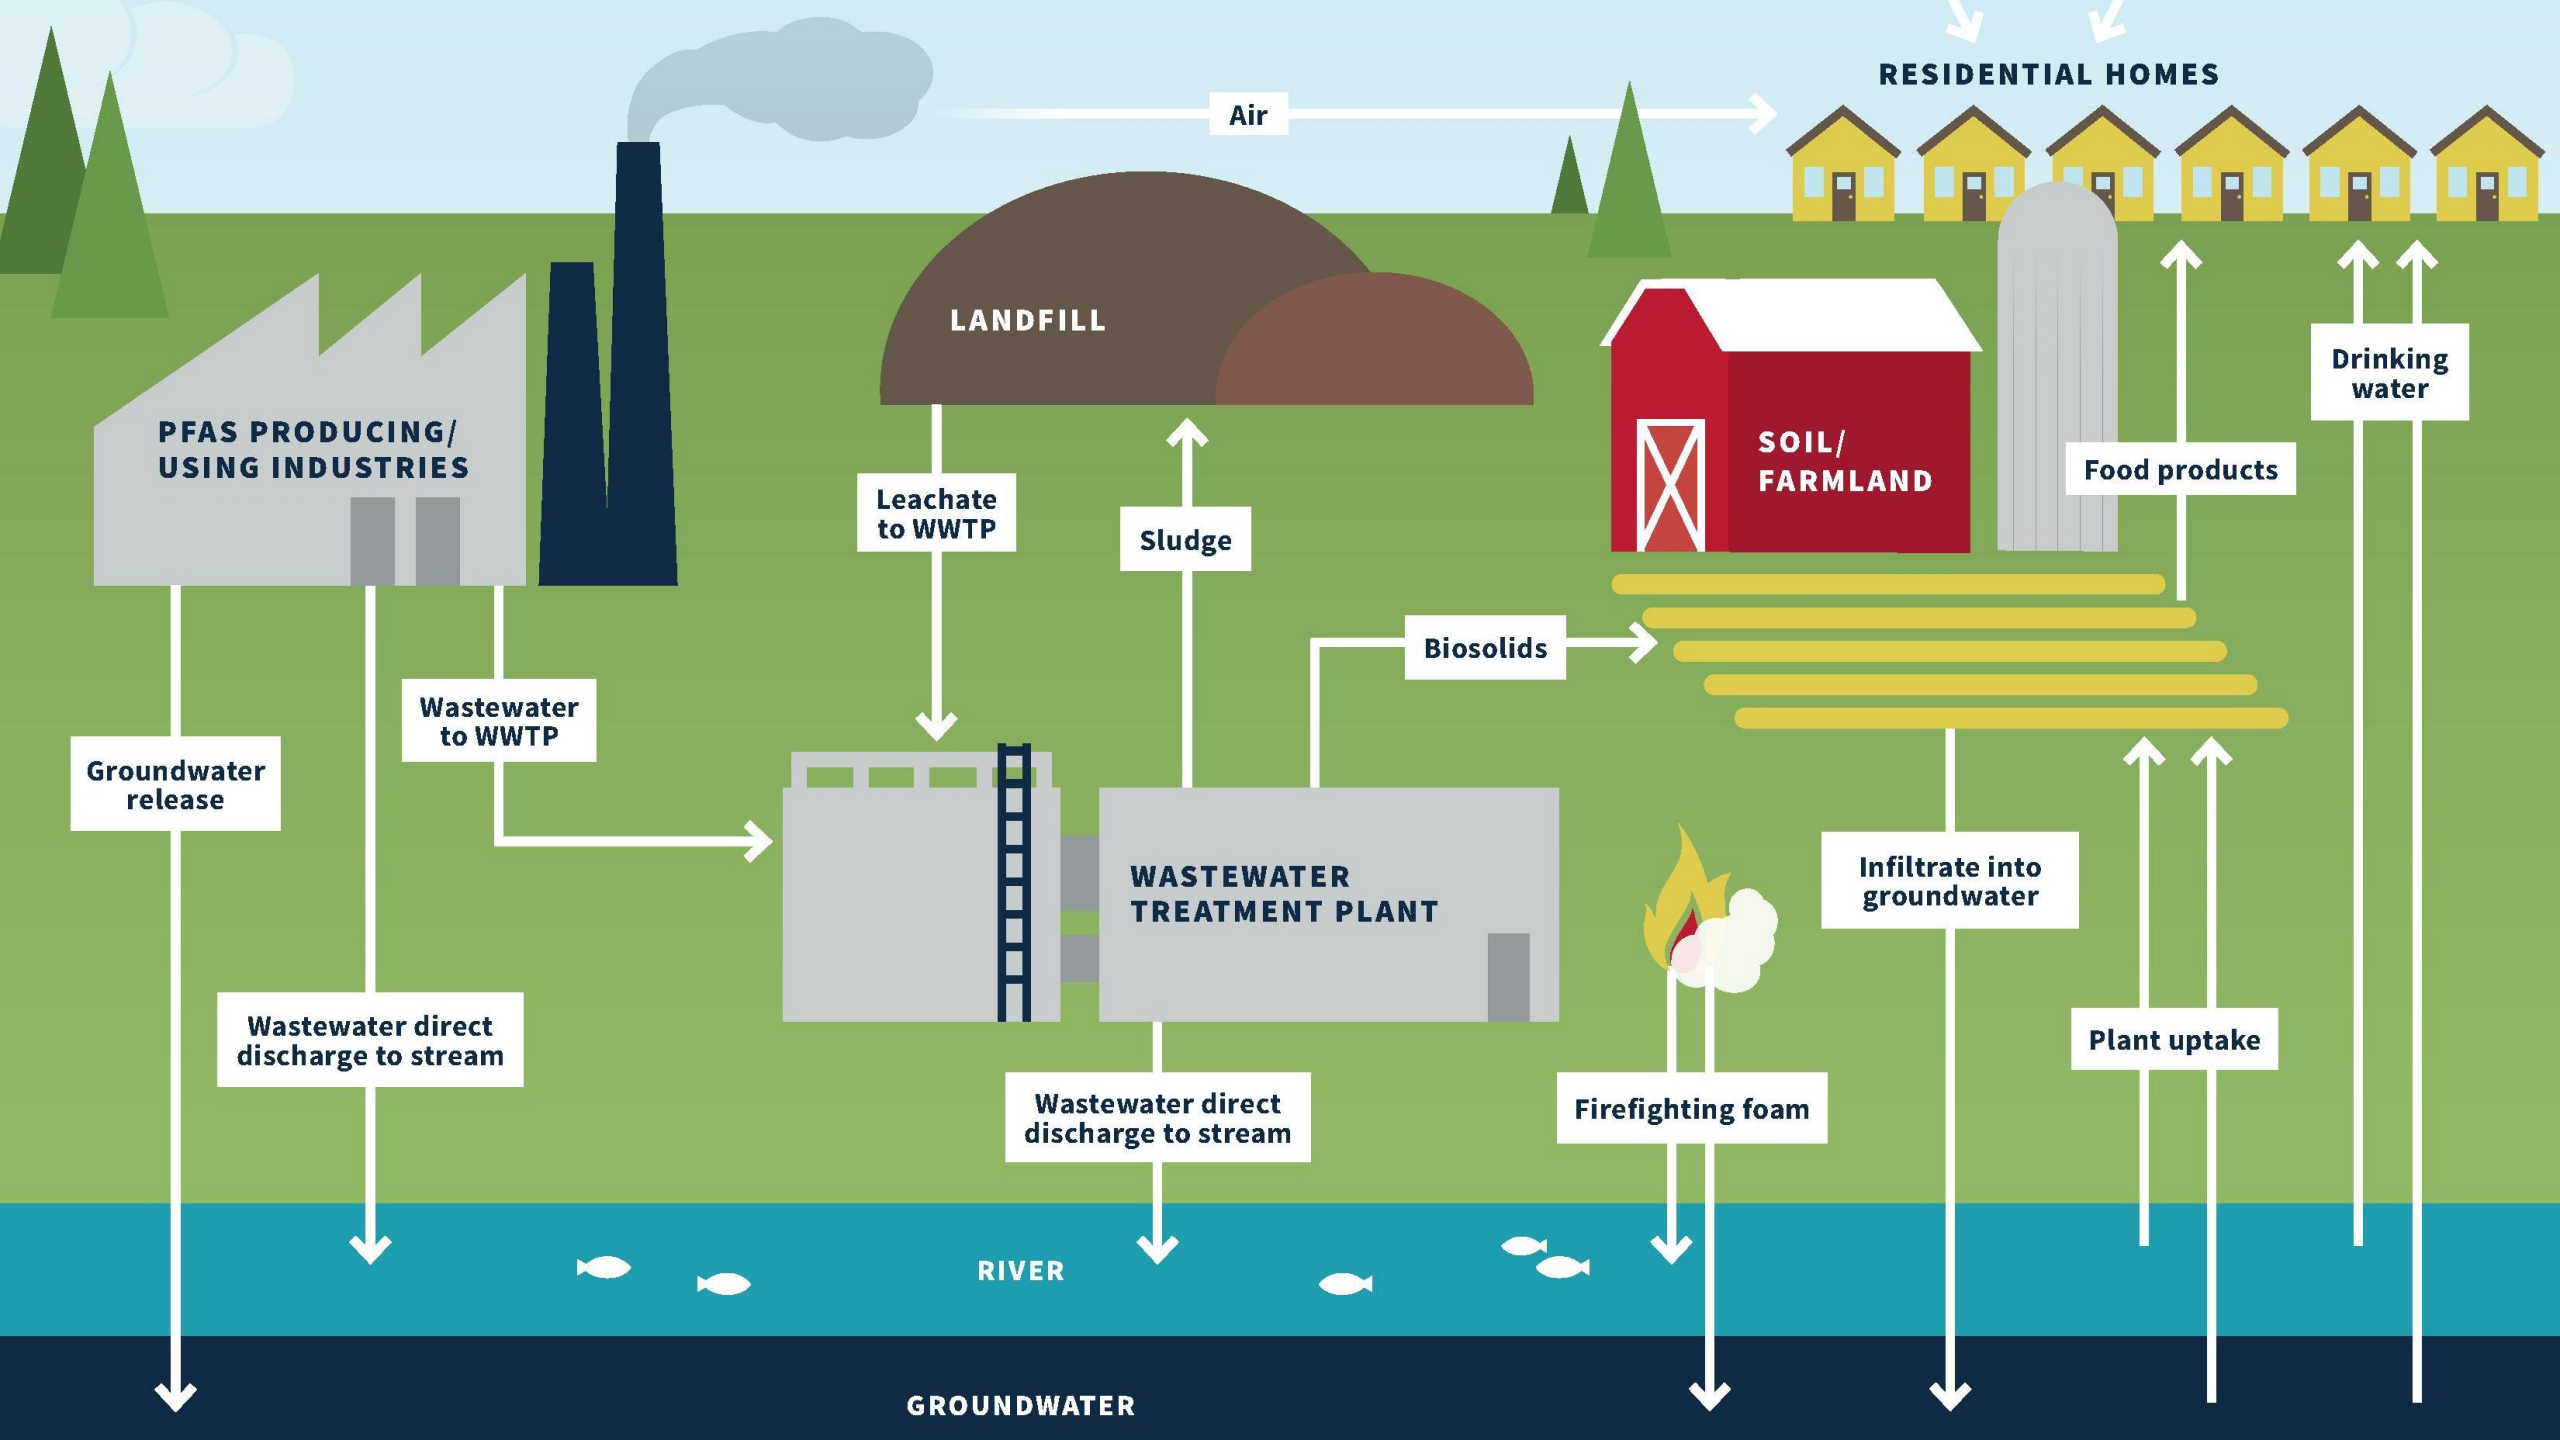 RESIDENTIAL HOMES
Air
LANDFILL
PFAS PRODUCING/
USING INDUSTRIES
SOIL/
FARMLAND
Drinking
water
Food products
Leachate
to WWTP
Sludge
Biosolids
Wastewater
to WWTP
Groundwater
release
WASTEWATER
TREATMENT PLANT
Infiltrate into
groundwater
Wastewater direct
discharge to stream
Plant uptake
Wastewater direct
discharge to stream
Firefighting foam
RIVER
GROUNDWATER